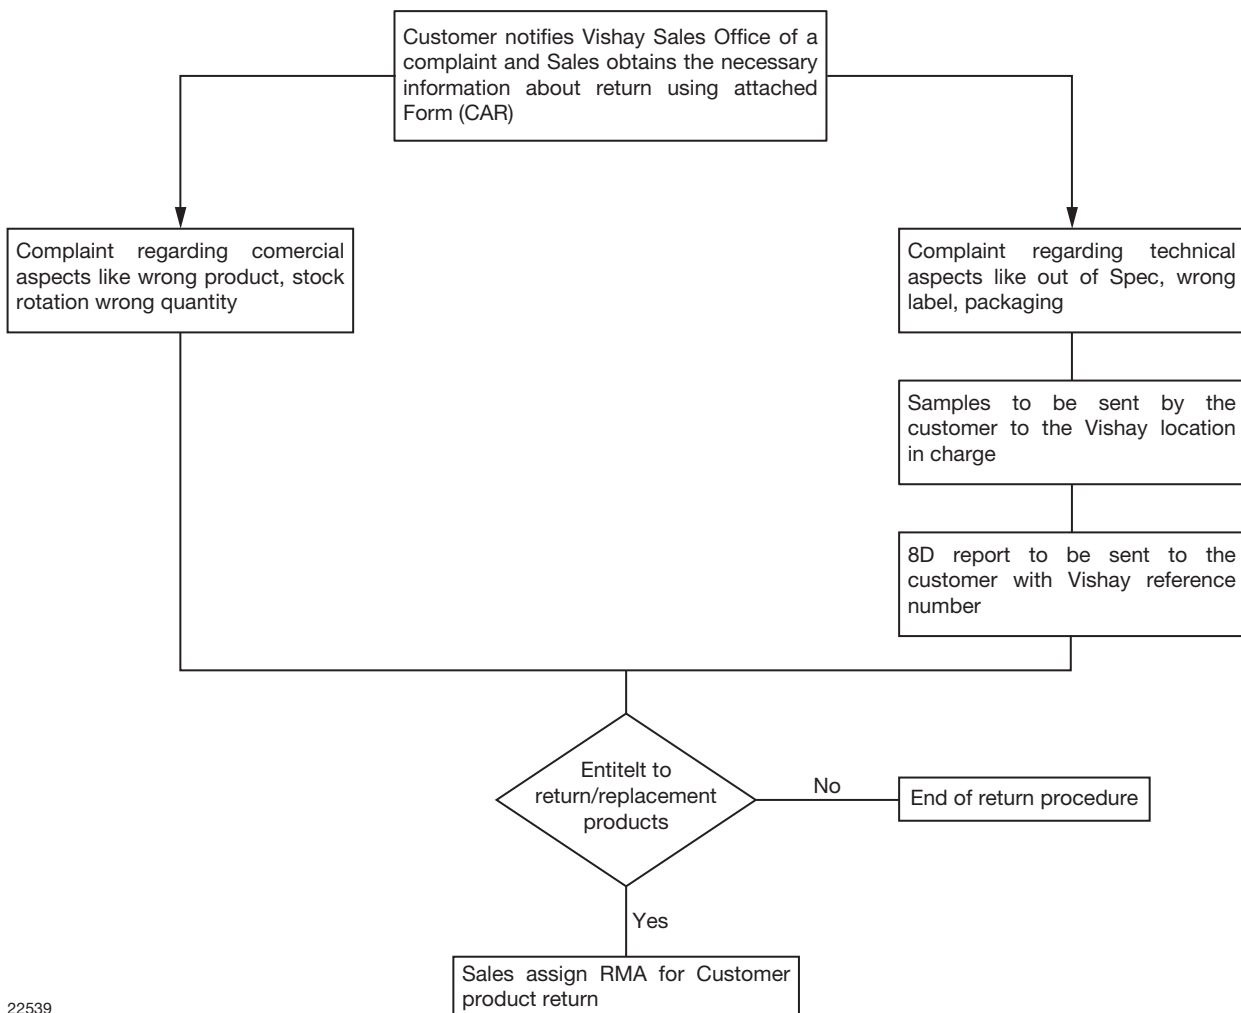 Customer notifies Vishay Sales Office of a
complaint and Sales obtains the necessary
information about return using attached
Form (CAR)
Complaint regarding comercial
aspects like wrong product, stock
rotation wrong quantity
Complaint regarding technical
aspects like out of Spec, wrong
label, packaging
Samples to be sent by the
customer to the Vishay location
in charge
8D report to be sent to the
customer with Vishay reference
number
Entitelt to
return/replacement
products
No
End of return procedure
Yes
Sales assign RMA for Customer
product return
22539